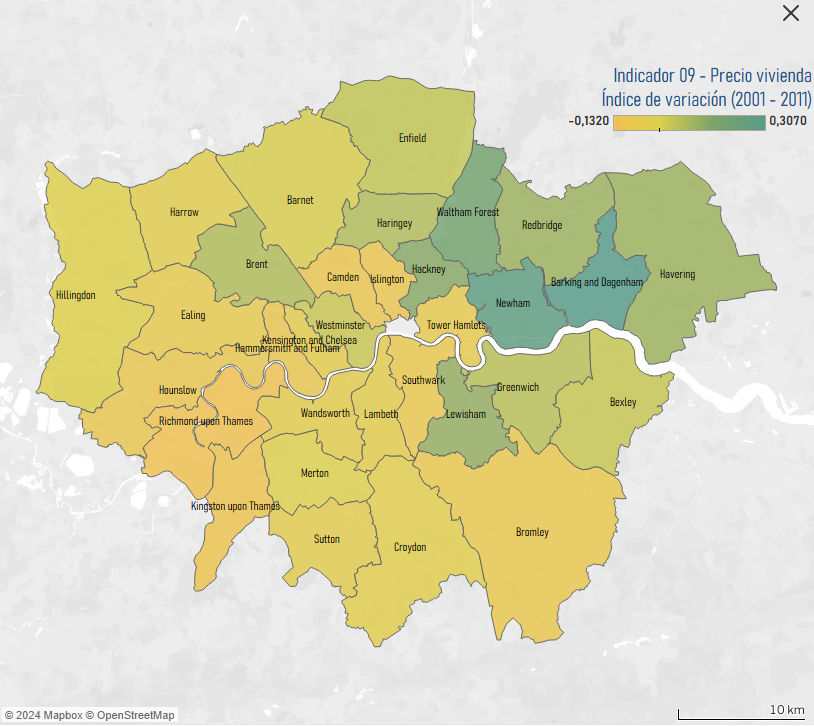 Indicador 09 - Precio vivienda
Índice de variación (2001 - 2011)
-0,1320
0,3070
Enfield
Harrow
Barnet
Haringey
Waltham Forest
Redbridge
Brent
Camden
Islington
Hackney
Havering
Hillingdon
Barking and Dagenham
Newham
Ealing
Westminster
Tower Hamlets
Kensington and Chelsea
Hammersmith and Fulham
Hounslow
Southwark
Greenwich
Bexley
Richmond upon Thames
Wandsworth
Lambeth
Lewisham
Merton
Kingston upon Thames
Sutton
Croydon
Bromley
10 km
© 2024 Mapbox © OpenStreetMap